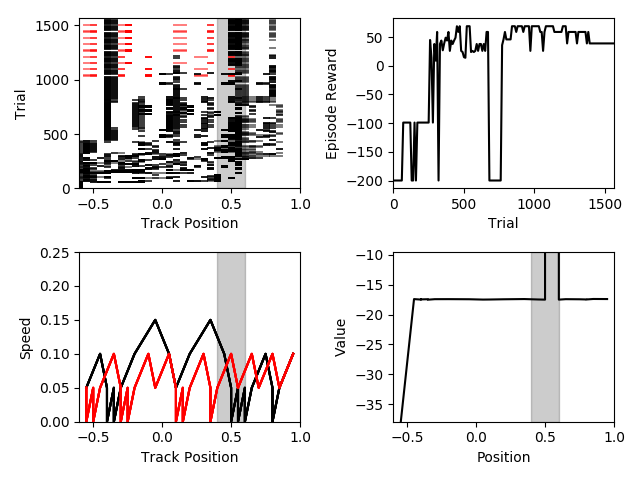 1500
1000
500
0
Trial
−0.5 0.0 0.5 1.0
Track Position
50
0
−50
−100
−150
−200
Episode Reward
0 500 1000 1500
Trial
0.25
0.20
0.15
0.10
0.05
0.00
Speed
−0.5 0.0 0.5 1.0
Track Position
−10
−15
−20
−25
−30
−35
Value
−0.5 0.0 0.5 1.0
Position